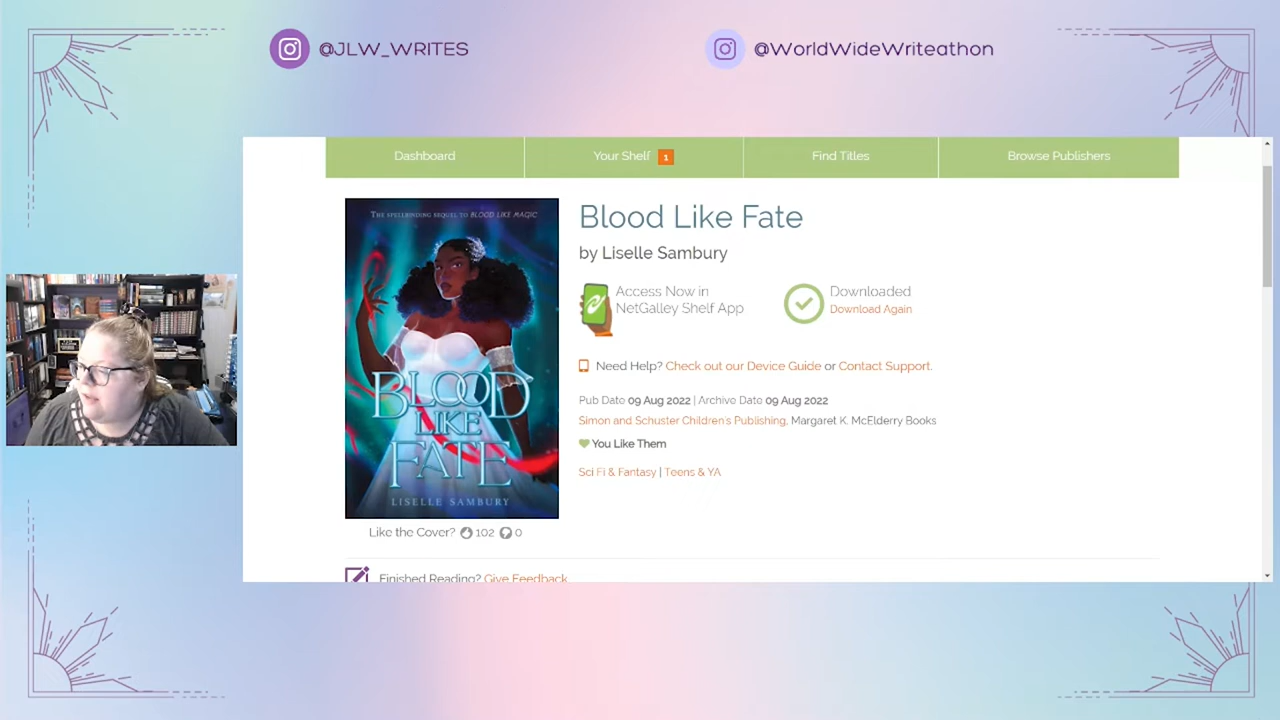 @JLW_WRITES
@WorldWideWriteathon
Dashboard
Your Shelf 1
Find Titles
Browse Publishers
THE SPELLBINDING SEQUEL TO BLOOD LIKE MAGIC
BLOOD
LIKE
FATE
LISELLE SAMBURY
Like the Cover? 102 0
Blood Like Fate
by Liselle Sambury
Access Now in
NetGalley Shelf App
Downloaded
Download Again
Need Help? Check out our Device Guide or Contact Support.
Pub Date 09 Aug 2022 | Archive Date 09 Aug 2022
Simon and Schuster Children's Publishing, Margaret K. McElderry Books
You Like Them
Sci Fi & Fantasy | Teens & YA
Finished Reading? Give Feedback